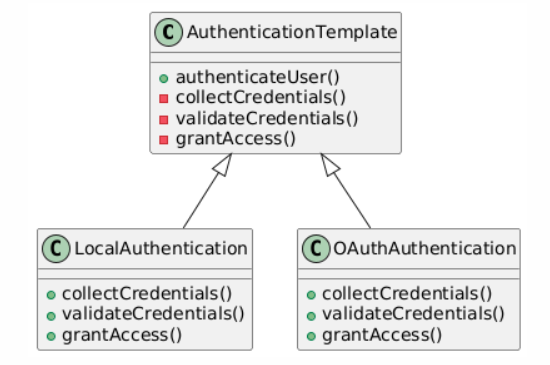 C AuthenticationTemplate
authenticateUser()
collectCredentials()
validateCredentials()
grantAccess()
C LocalAuthentication
collectCredentials()
validateCredentials()
grantAccess()
C OAuthAuthentication
collectCredentials()
validateCredentials()
grantAccess()